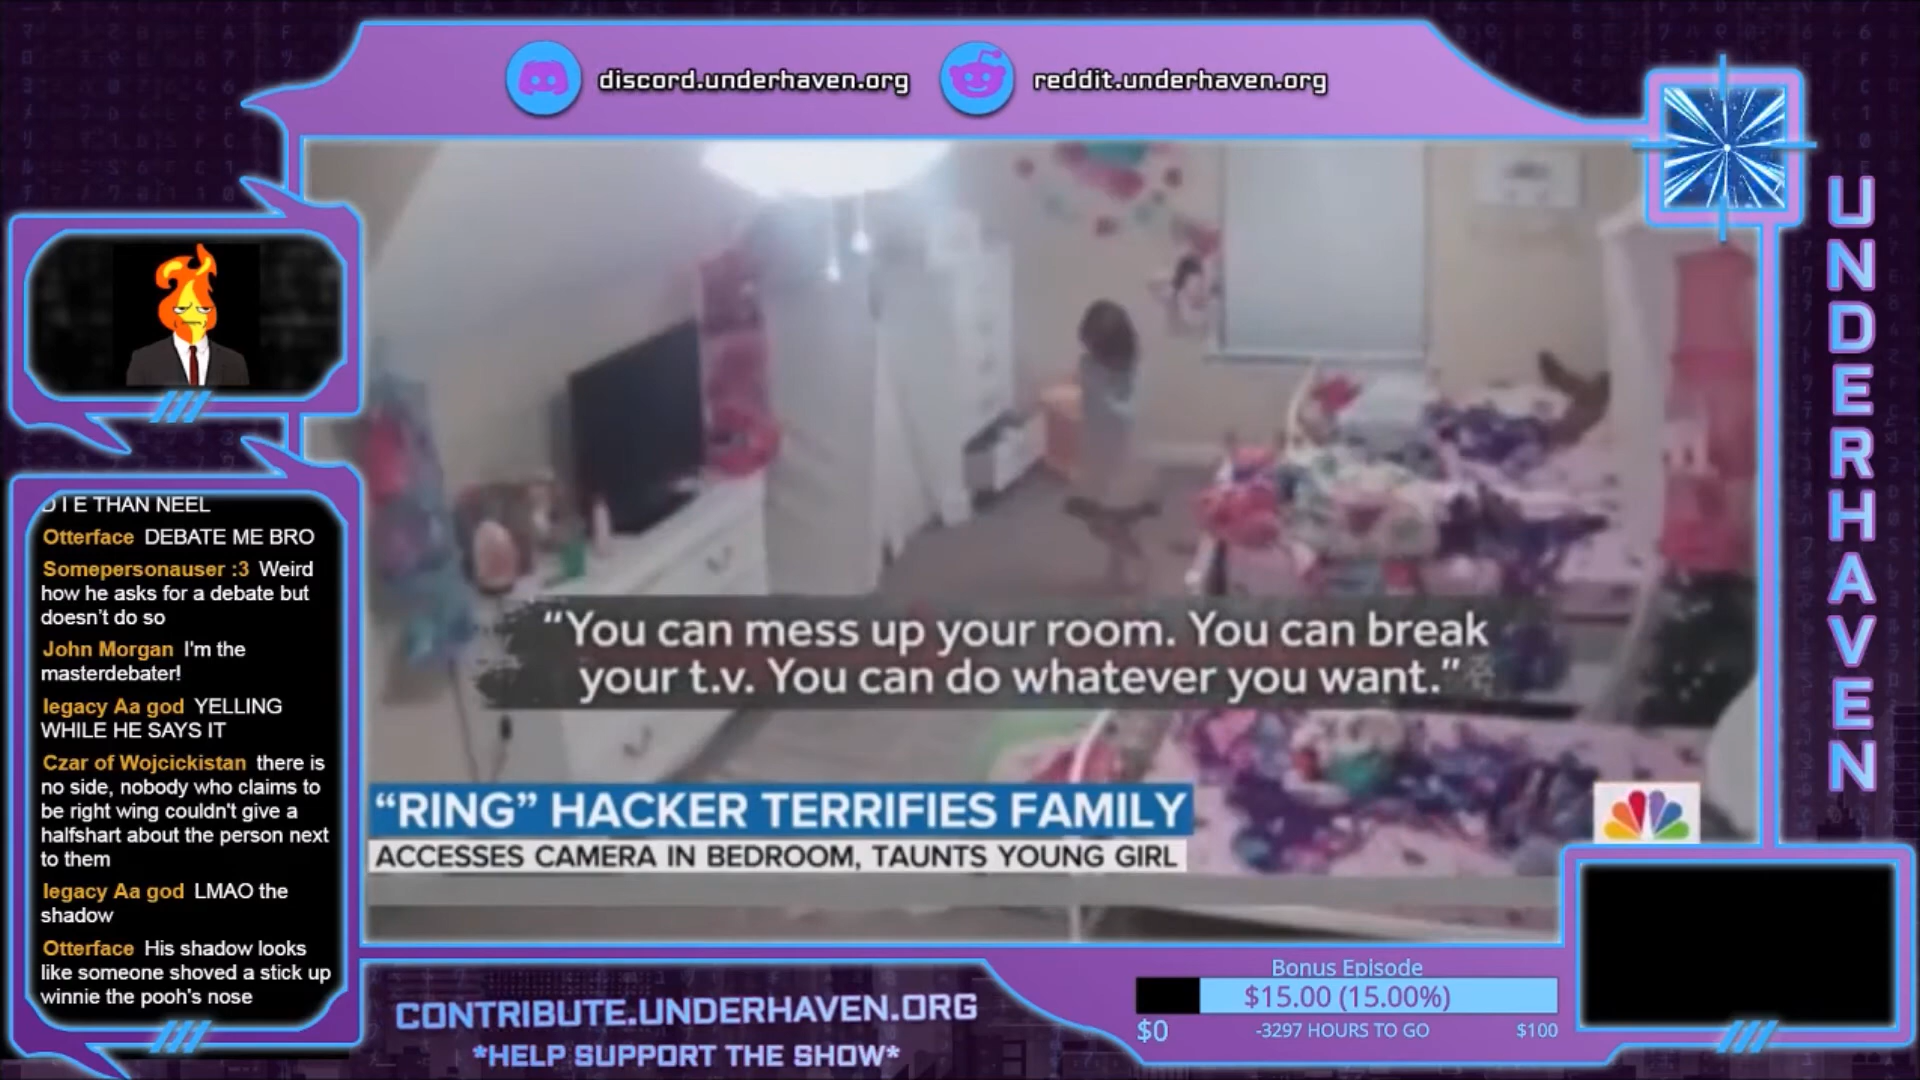 discord.underhaven.org
reddit.underhaven.org
UNDERHAVEN
D I E THAN NEEL
Otterface DEBATE ME BRO
Somepersonauser :3 Weird
how he asks for a debate but
doesn't do so
John Morgan I'm the
masterdebater!
legacy Aa god YELLING
WHILE HE SAYS IT
Czar of Wojcickistan there is
no side, nobody who claims to
be right wing couldn't give a
halfshart about the person next
to them
legacy Aa god LMAO the
shadow
Otterface His shadow looks
like someone shoved a stick up
winnie the pooh's nose
“You can mess up your room. You can break
your t.v. You can do whatever you want.”
“RING” HACKER TERRIFIES FAMILY
ACCESSES CAMERA IN BEDROOM, TAUNTS YOUNG GIRL
CONTRIBUTE.UNDERHAVEN.ORG
*HELP SUPPORT THE SHOW*
Bonus Episode
$15.00 (15.00%)
$0
-3297 HOURS TO GO
$100